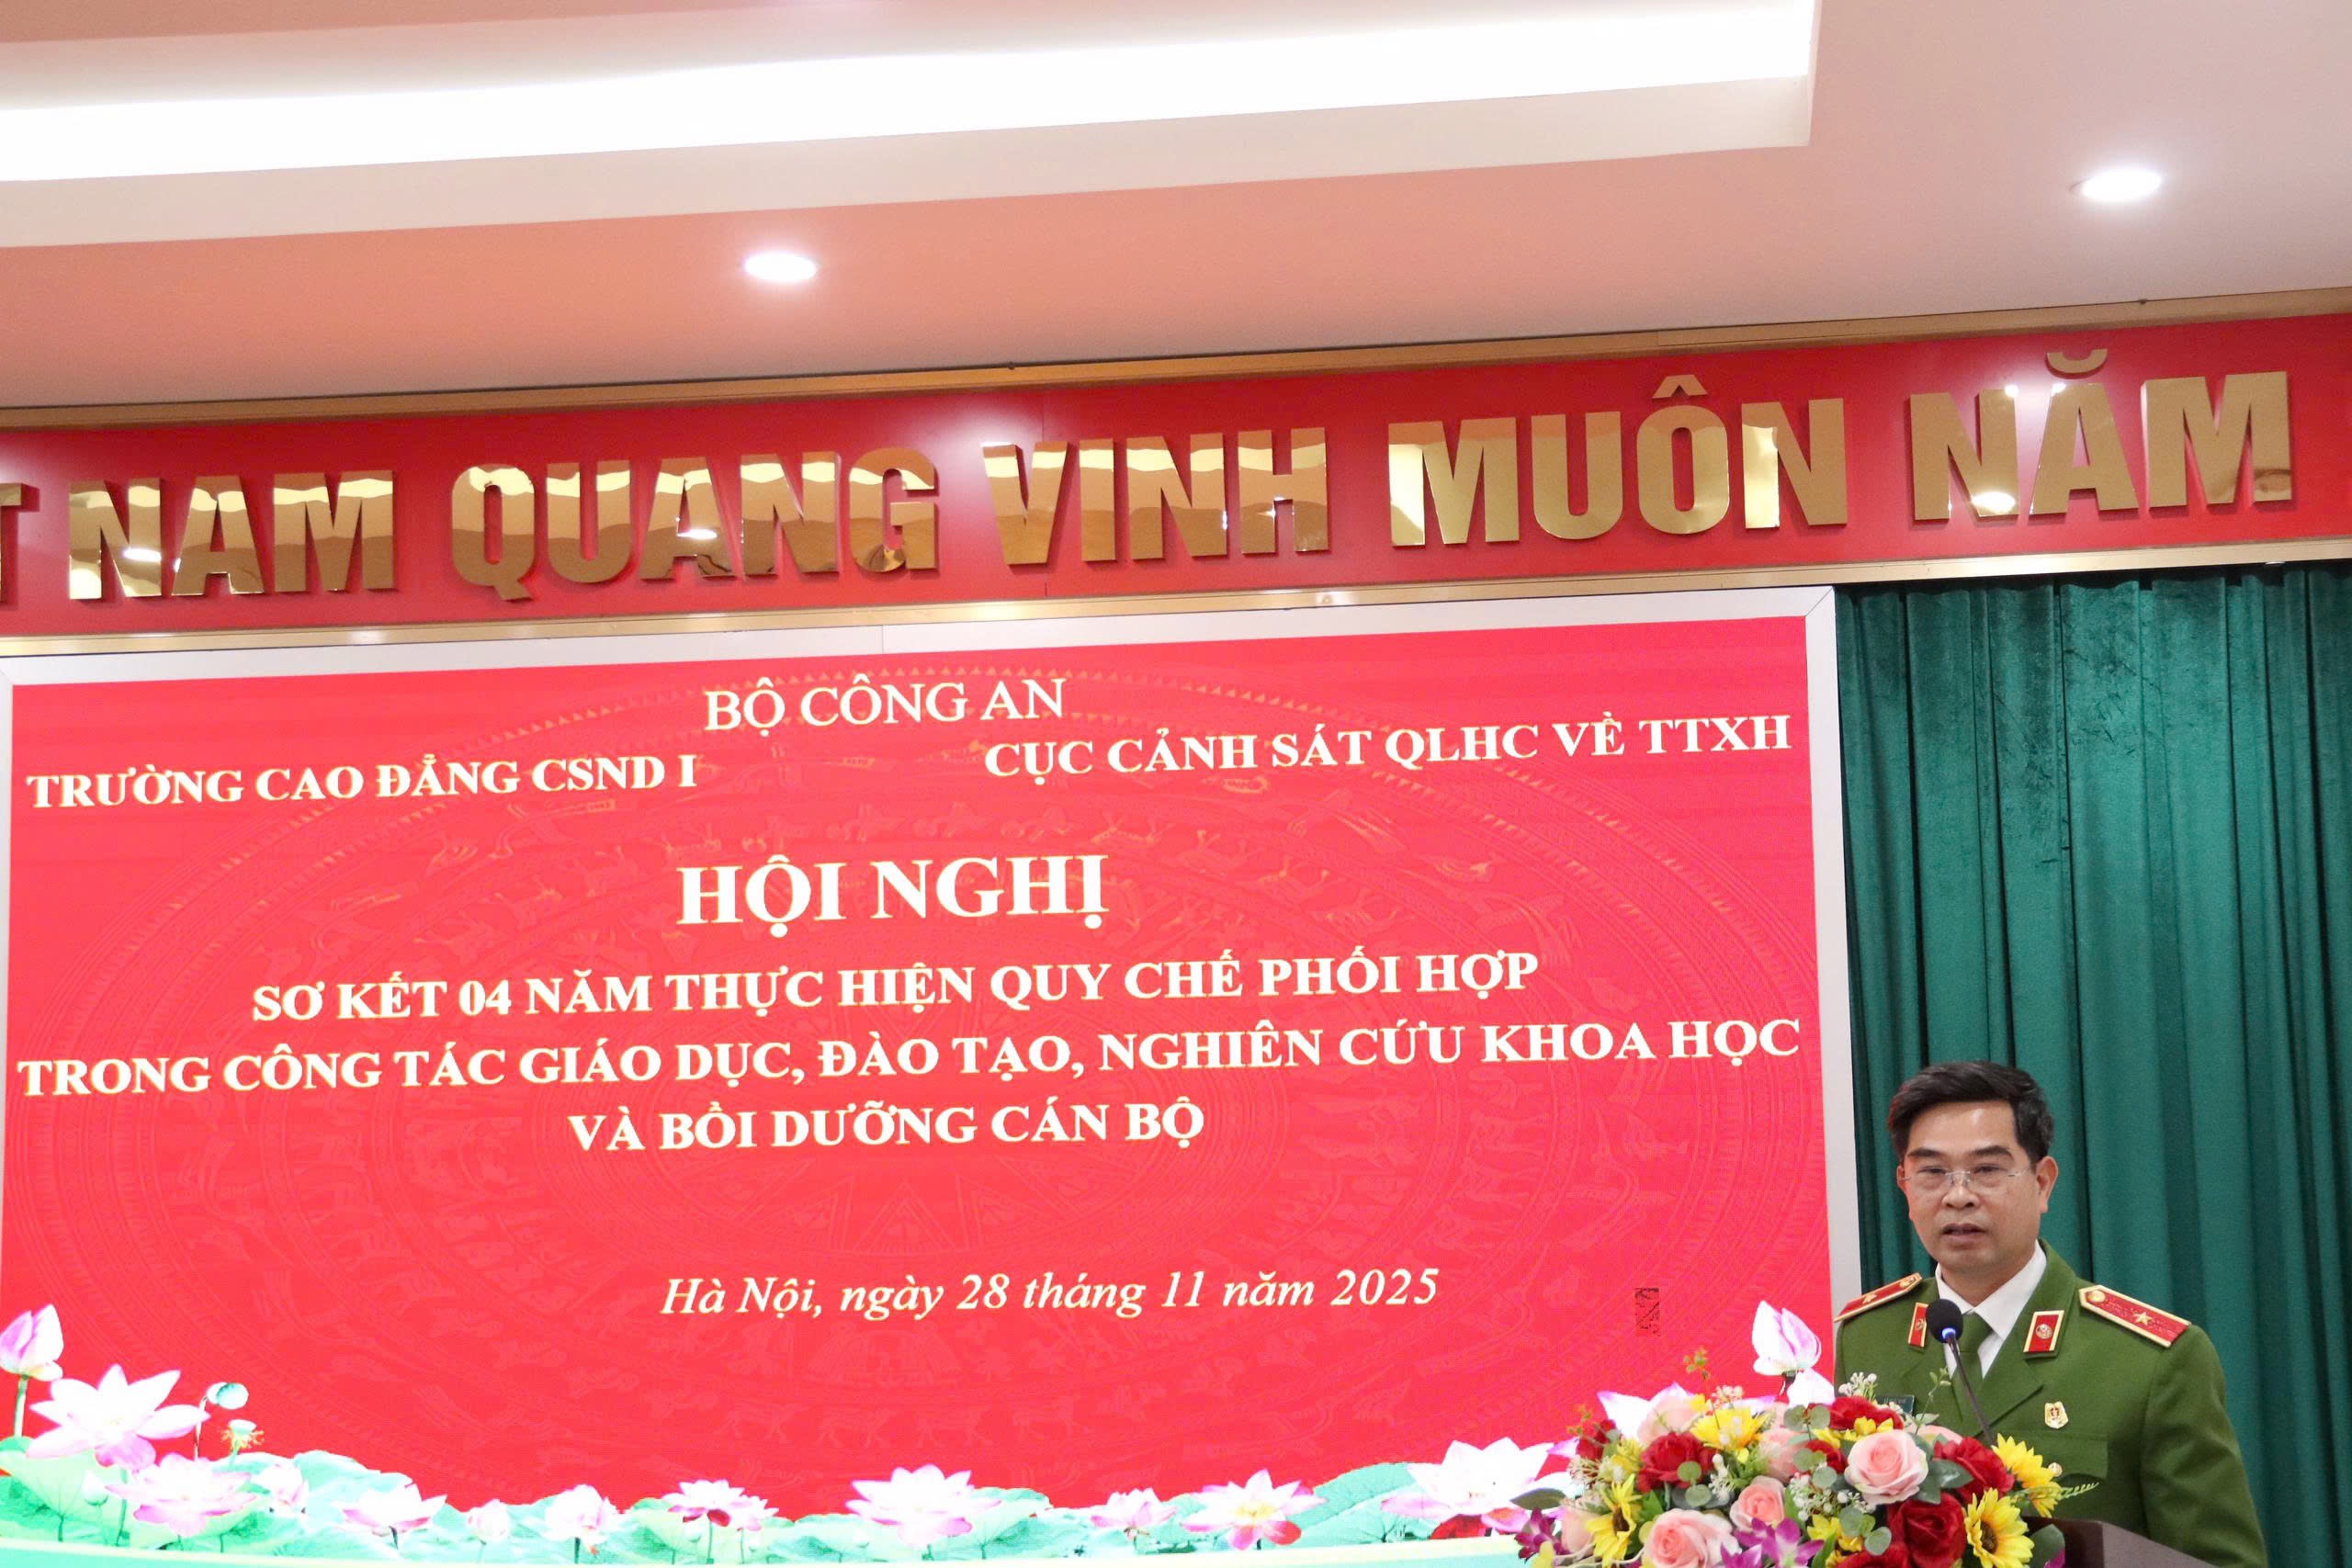 NAM QUANG VINH MUÔN NĂM
BỘ CÔNG AN
TRƯỜNG CAO ĐẲNG CSND I
CỤC CẢNH SÁT QLHC VỀ TTXH
HỘI NGHỊ
SƠ KẾT 04 NĂM THỰC HIỆN QUY CHẾ PHỐI HỢP
TRONG CÔNG TÁC GIÁO DỤC, ĐÀO TẠO, NGHIÊN CỨU KHOA HỌC
VÀ BỒI DƯỠNG CÁN BỘ
Hà Nội, ngày 28 tháng 11 năm 2025